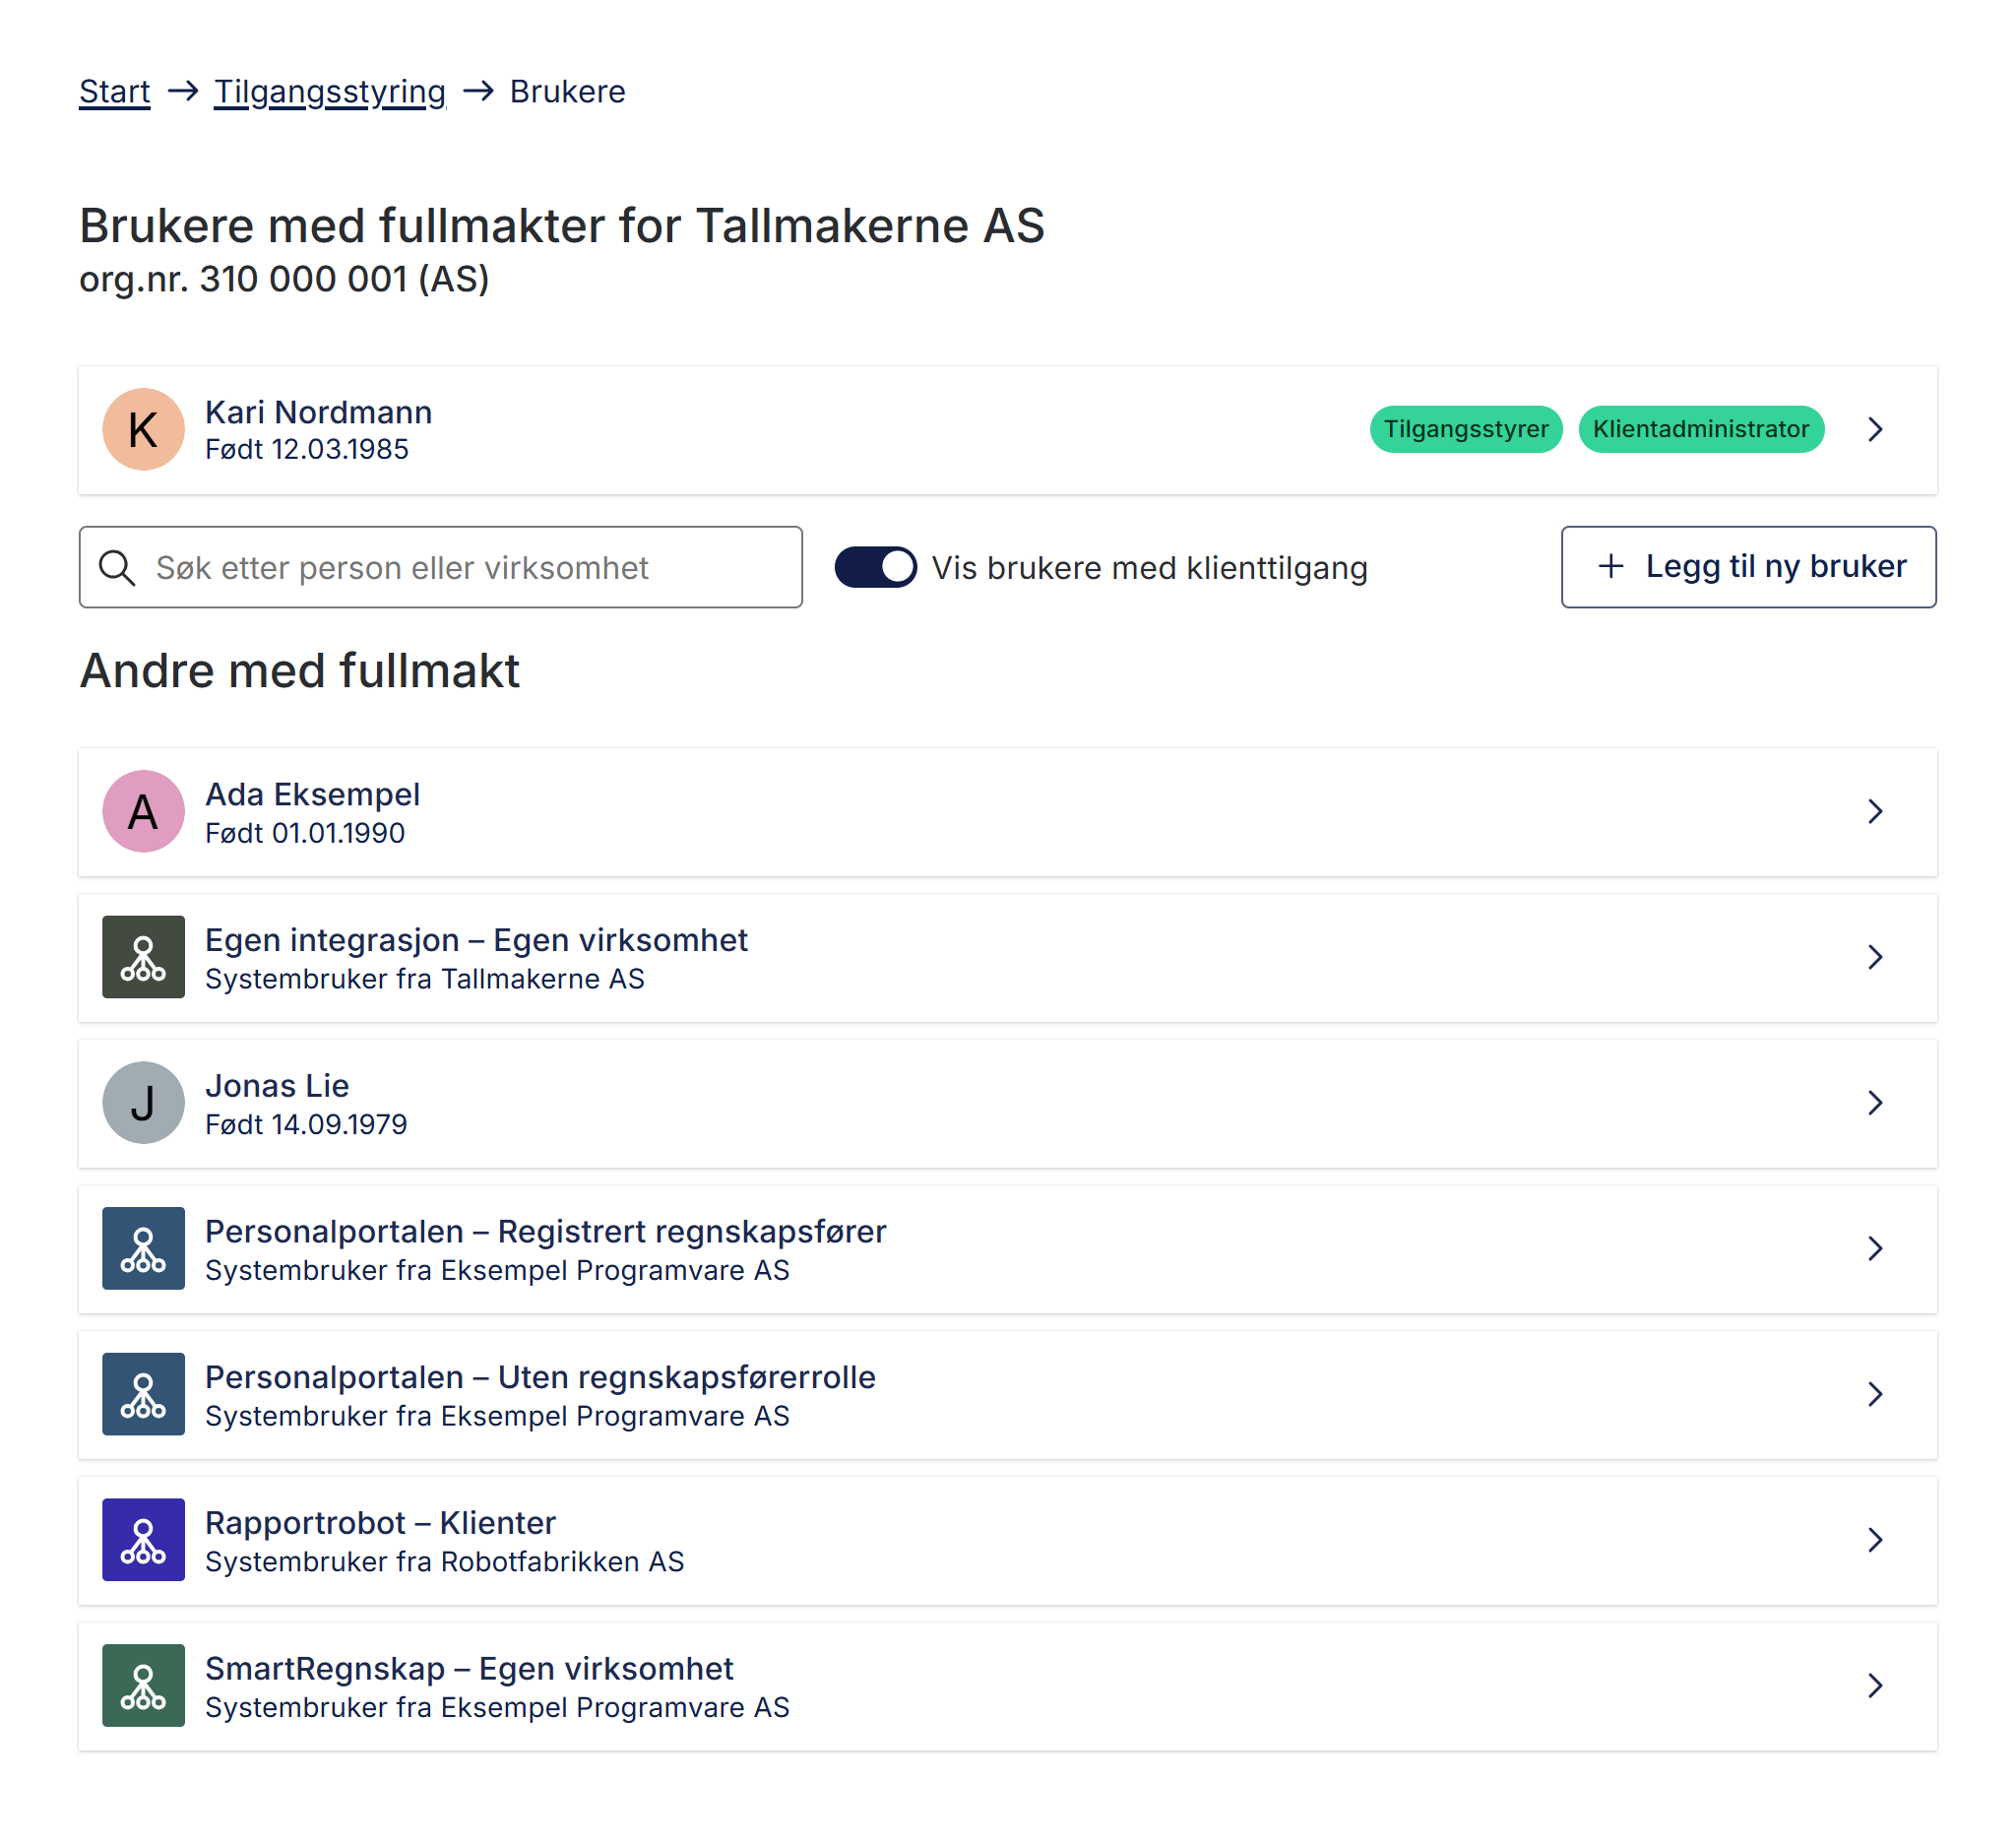 Start → Tilgangsstyring → Brukere
Brukere med fullmakter for Tallmakerne AS
org.nr. 310 000 001 (AS)
K
Kari Nordmann
Født 12.03.1985
Tilgangsstyrer
Klientadministrator
Søk etter person eller virksomhet
Vis brukere med klienttilgang
+ Legg til ny bruker
Andre med fullmakt
A
Ada Eksempel
Født 01.01.1990
Egen integrasjon – Egen virksomhet
Systembruker fra Tallmakerne AS
J
Jonas Lie
Født 14.09.1979
Personalportalen – Registrert regnskapsfører
Systembruker fra Eksempel Programvare AS
Personalportalen – Uten regnskapsførerrolle
Systembruker fra Eksempel Programvare AS
Rapportrobot – Klienter
Systembruker fra Robotfabrikken AS
SmartRegnskap – Egen virksomhet
Systembruker fra Eksempel Programvare AS